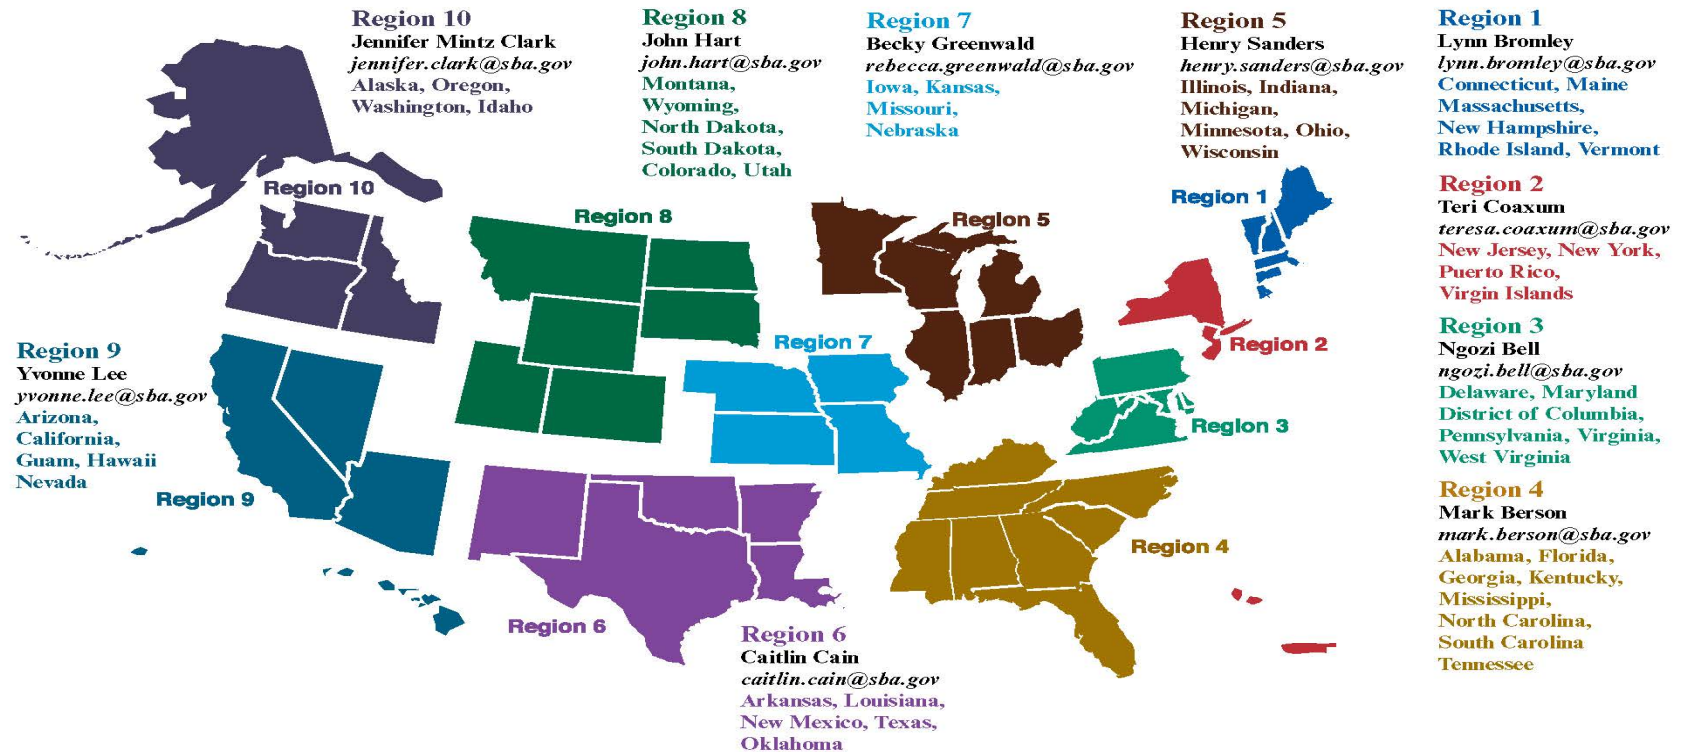 Region 10
Jennifer Mintz Clark
jennifer.clark@sba.gov
Alaska, Oregon,
Washington, Idaho
Region 8
John Hart
john.hart@sba.gov
Montana,
Wyoming,
North Dakota,
South Dakota,
Colorado, Utah
Region 7
Becky Greenwald
rebecca.greenwald@sba.gov
Iowa, Kansas,
Missouri,
Nebraska
Region 5
Henry Sanders
henry.sanders@sba.gov
Illinois, Indiana,
Michigan,
Minnesota, Ohio,
Wisconsin
Region 1
Lynn Bromley
lynn.bromley@sba.gov
Connecticut, Maine
Massachusetts,
New Hampshire,
Rhode Island, Vermont
Region 2
Teri Coaxum
teresa.coaxum@sba.gov
New Jersey, New York,
Puerto Rico,
Virgin Islands
Region 3
Ngozi Bell
ngozi.bell@sba.gov
Delaware, Maryland
District of Columbia,
Pennsylvania, Virginia,
West Virginia
Region 4
Mark Berson
mark.berson@sba.gov
Alabama, Florida,
Georgia, Kentucky,
Mississippi,
North Carolina,
South Carolina
Tennessee
Region 10
Region 8
Region 5
Region 1
Region 7
Region 2
Region 9
Yvonne Lee
yvonne.lee@sba.gov
Arizona,
California,
Guam, Hawaii
Nevada
Region 9
Region 3
Region 4
Region 6
Region 6
Caitlin Cain
caitlin.cain@sba.gov
Arkansas, Louisiana,
New Mexico, Texas,
Oklahoma